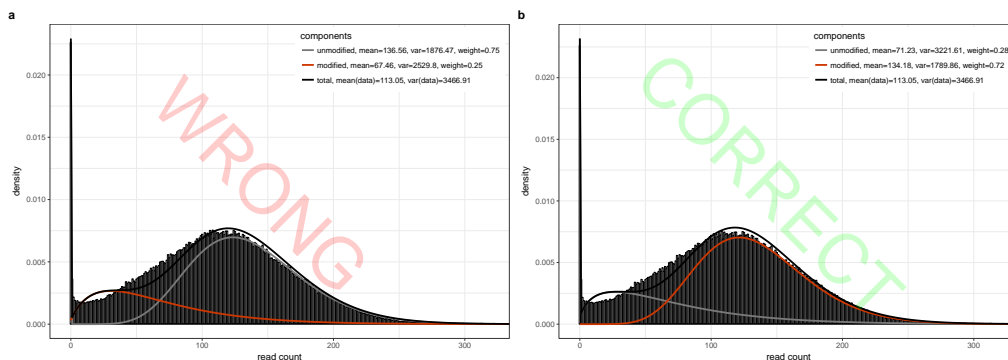 a
components
unmodified, mean=136.56, var=1876.47, weight=0.75
modified, mean=67.46, var=2529.8, weight=0.25
total, mean(data)=113.05, var(data)=3466.91
WRONG
0.020
0.015
0.010
0.005
0.000
density
0
100
200
300
read count
b
components
unmodified, mean=71.23, var=3221.61, weight=0.28
modified, mean=134.18, var=1789.86, weight=0.72
total, mean(data)=113.05, var(data)=3466.91
CORRECT
0.020
0.015
0.010
0.005
0.000
density
0
100
200
300
read count